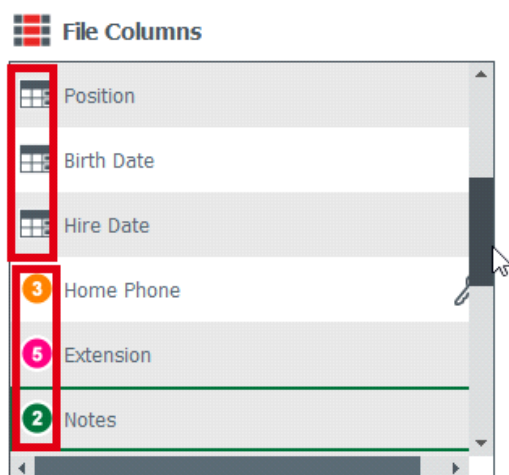 File Columns
Position
Birth Date
Hire Date
3 Home Phone
5 Extension
2 Notes